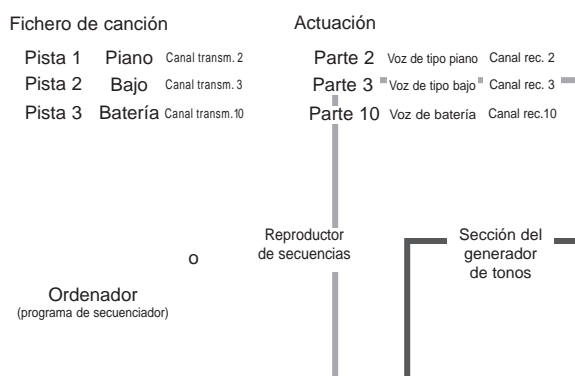 Fichero de canción
Pista 1 Piano Canal transm. 2
Pista 2 Bajo Canal transm. 3
Pista 3 Batería Canal transm.10
Actuación
Parte 2 Voz de tipo piano Canal rec. 2
Parte 3 Voz de tipo bajo Canal rec. 3
Parte 10 Voz de batería Canal rec.10
o
Ordenador
(programa de secuenciador)
Reproductor
de secuencias
Sección del
generador
de tonos